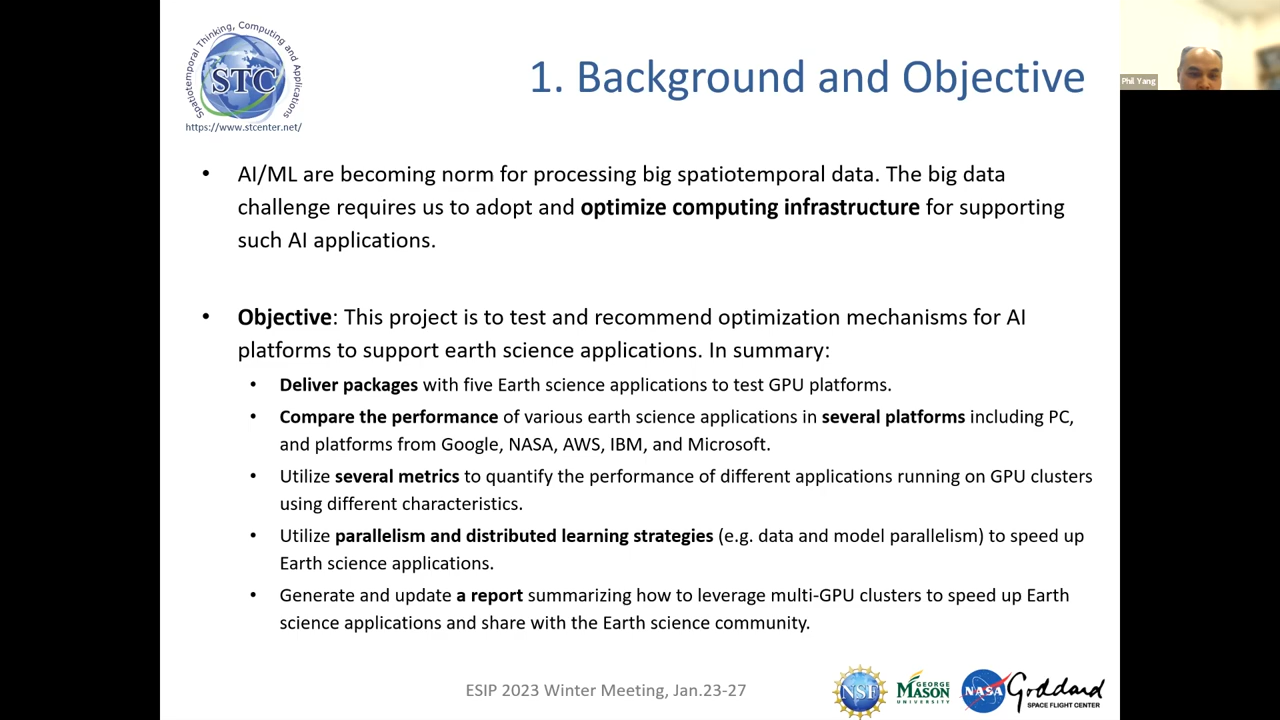 Spatiotemporal Thinking, Computing and Applications
STC
https://www.stcenter.net/
1. Background and Objective
Phil Yang
• AI/ML are becoming norm for processing big spatiotemporal data. The big data
challenge requires us to adopt and optimize computing infrastructure for supporting
such AI applications.
• Objective: This project is to test and recommend optimization mechanisms for AI
platforms to support earth science applications. In summary:
• Deliver packages with five Earth science applications to test GPU platforms.
• Compare the performance of various earth science applications in several platforms including PC,
and platforms from Google, NASA, AWS, IBM, and Microsoft.
• Utilize several metrics to quantify the performance of different applications running on GPU clusters
using different characteristics.
• Utilize parallelism and distributed learning strategies (e.g. data and model parallelism) to speed up
Earth science applications.
• Generate and update a report summarizing how to leverage multi-GPU clusters to speed up Earth
science applications and share with the Earth science community.
ESIP 2023 Winter Meeting, Jan.23-27
NSF
GEORGE
MASON
UNIVERSITY
NASA
Goddard
SPACE FLIGHT CENTER